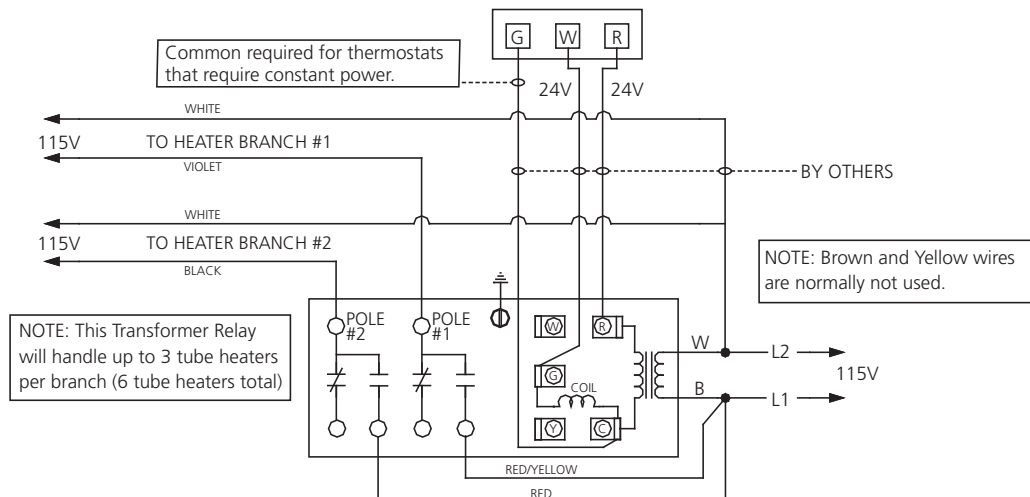 G W R
Common required for thermostats
that require constant power.
24V 24V
WHITE
115V TO HEATER BRANCH #1
VIOLET
BY OTHERS
WHITE
115V TO HEATER BRANCH #2
BLACK
NOTE: Brown and Yellow wires
are normally not used.
NOTE: This Transformer Relay
will handle up to 3 tube heaters
per branch (6 tube heaters total)
POLE
#2
POLE
#1
W R
W L2
115V
G COIL
B L1
Y C
RED/YELLOW
RED